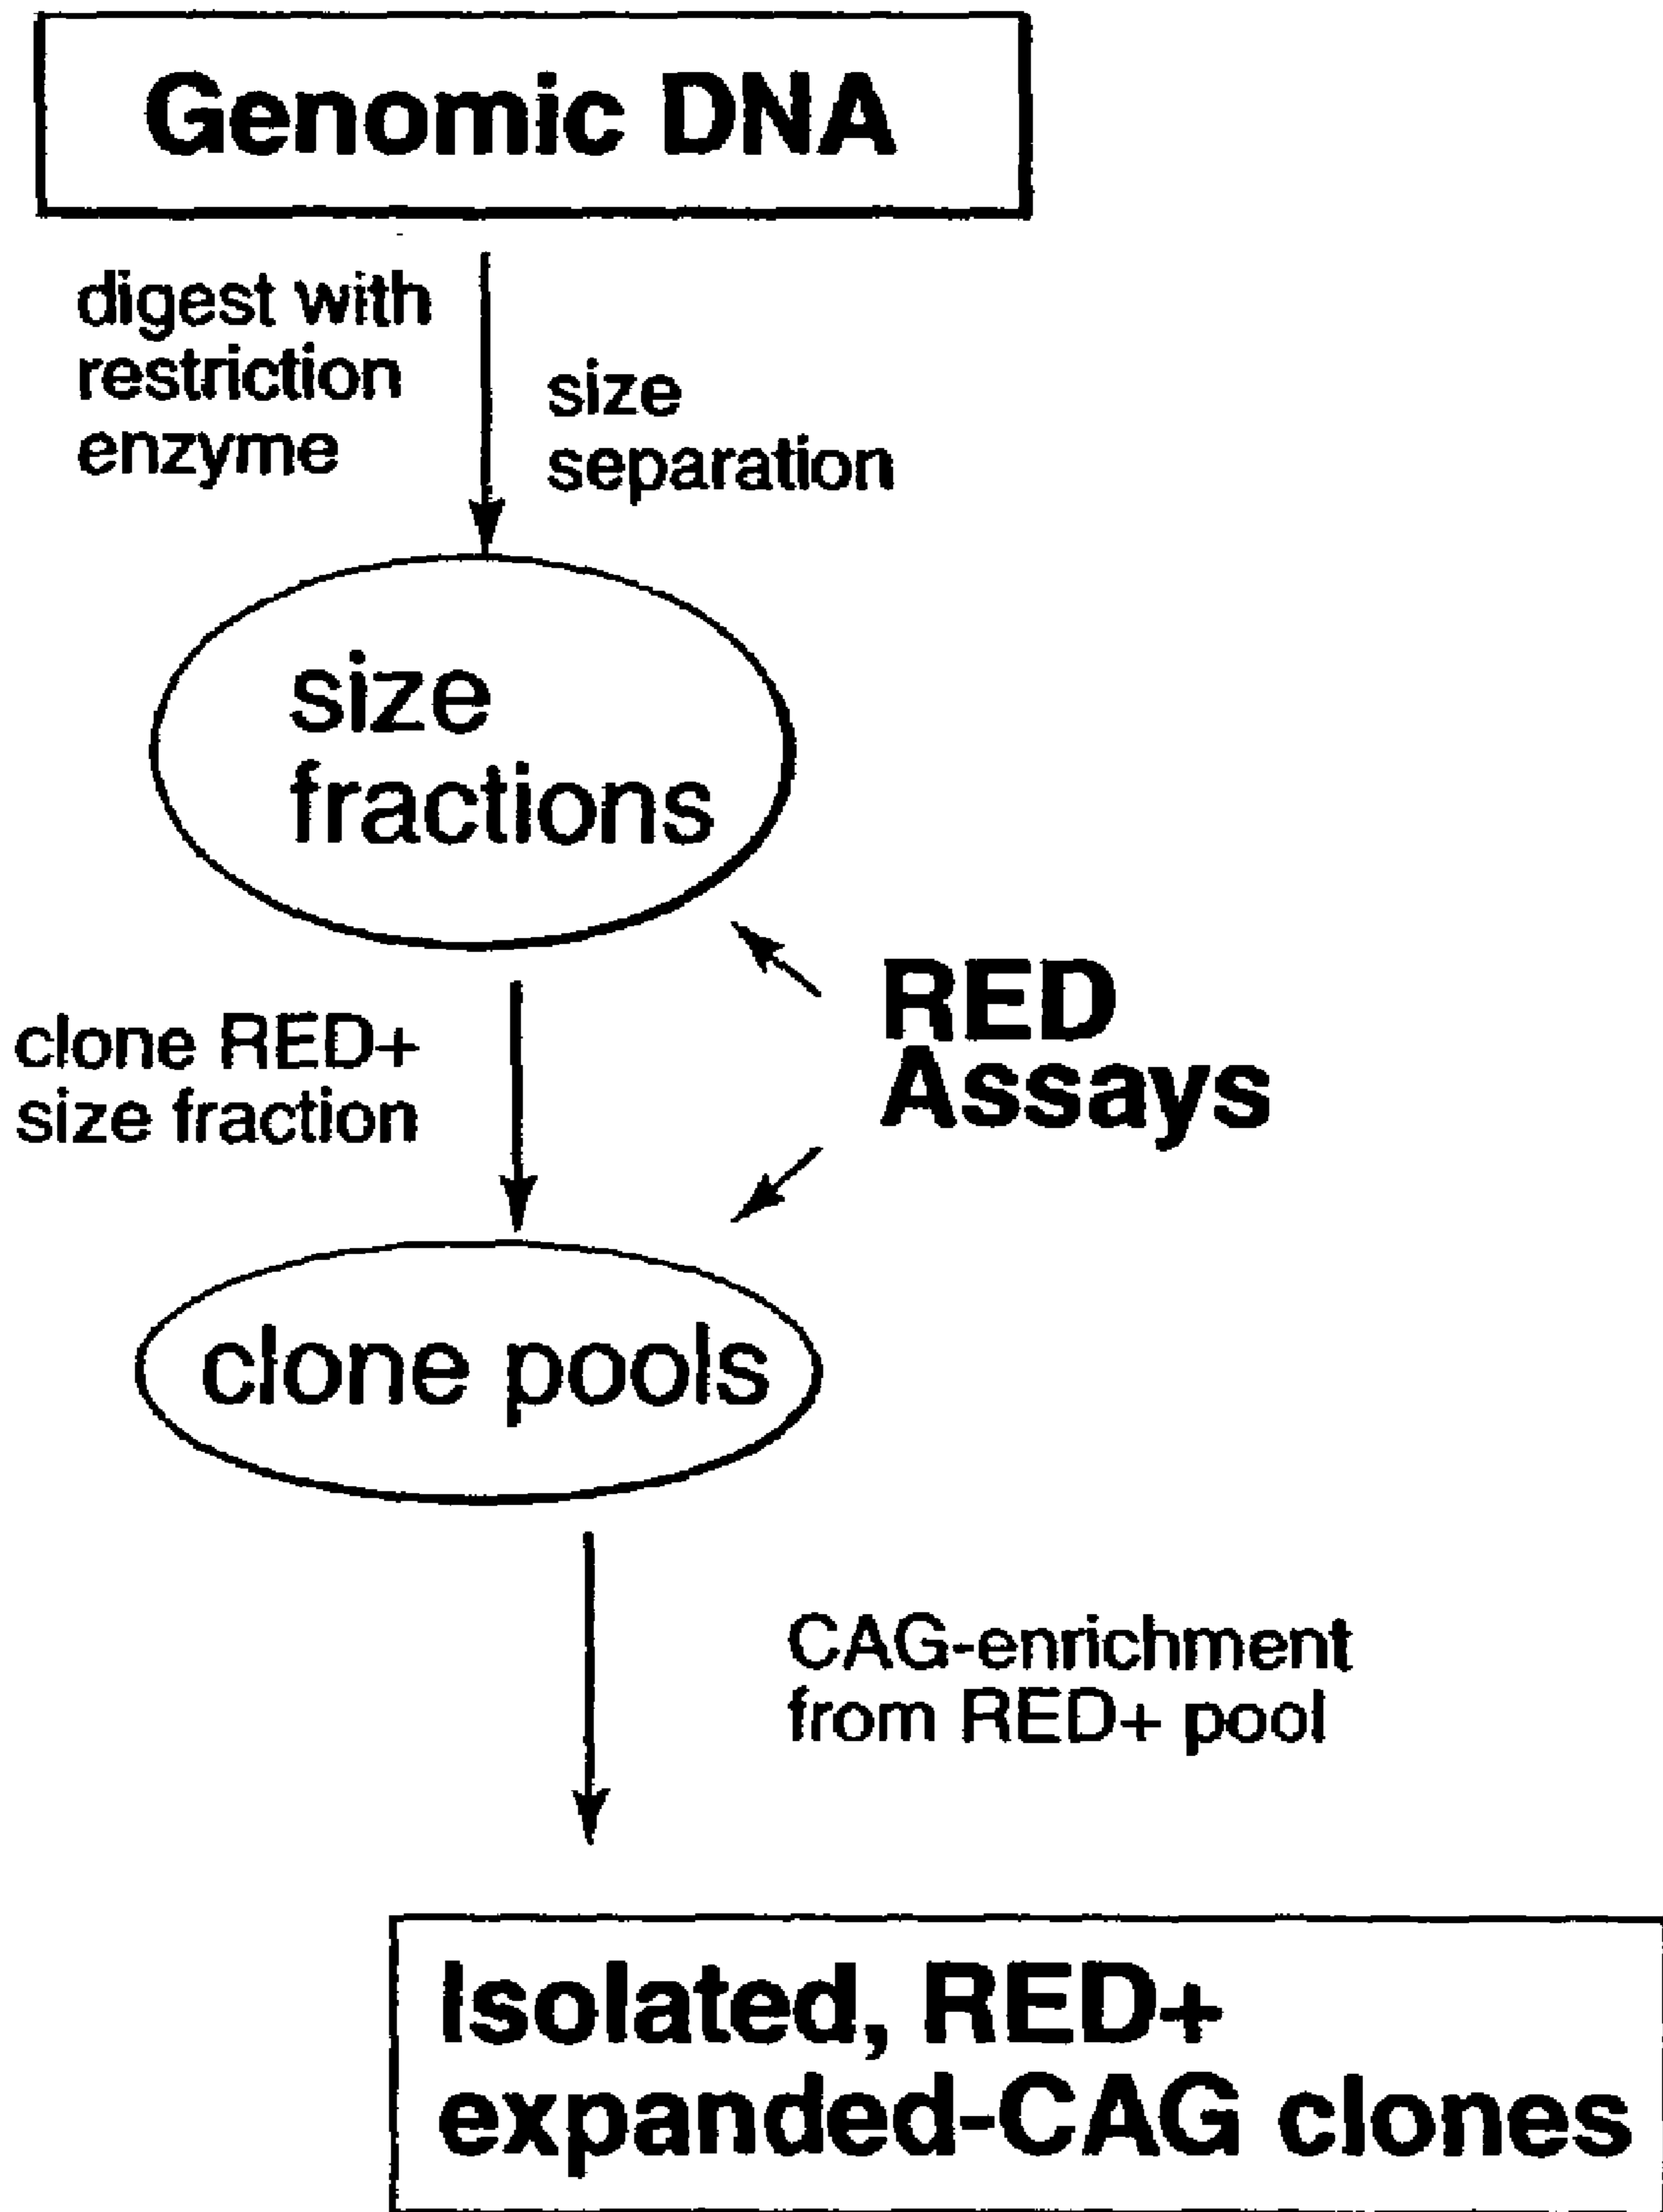 Genomic DNA
digest with
restriction
enzyme
size
separation
size
fractions
clone RED+
size fraction
RED
Assays
clone pools
CAG-enrichment
from RED+ pool
Isolated, RED+
expanded-CAG clones